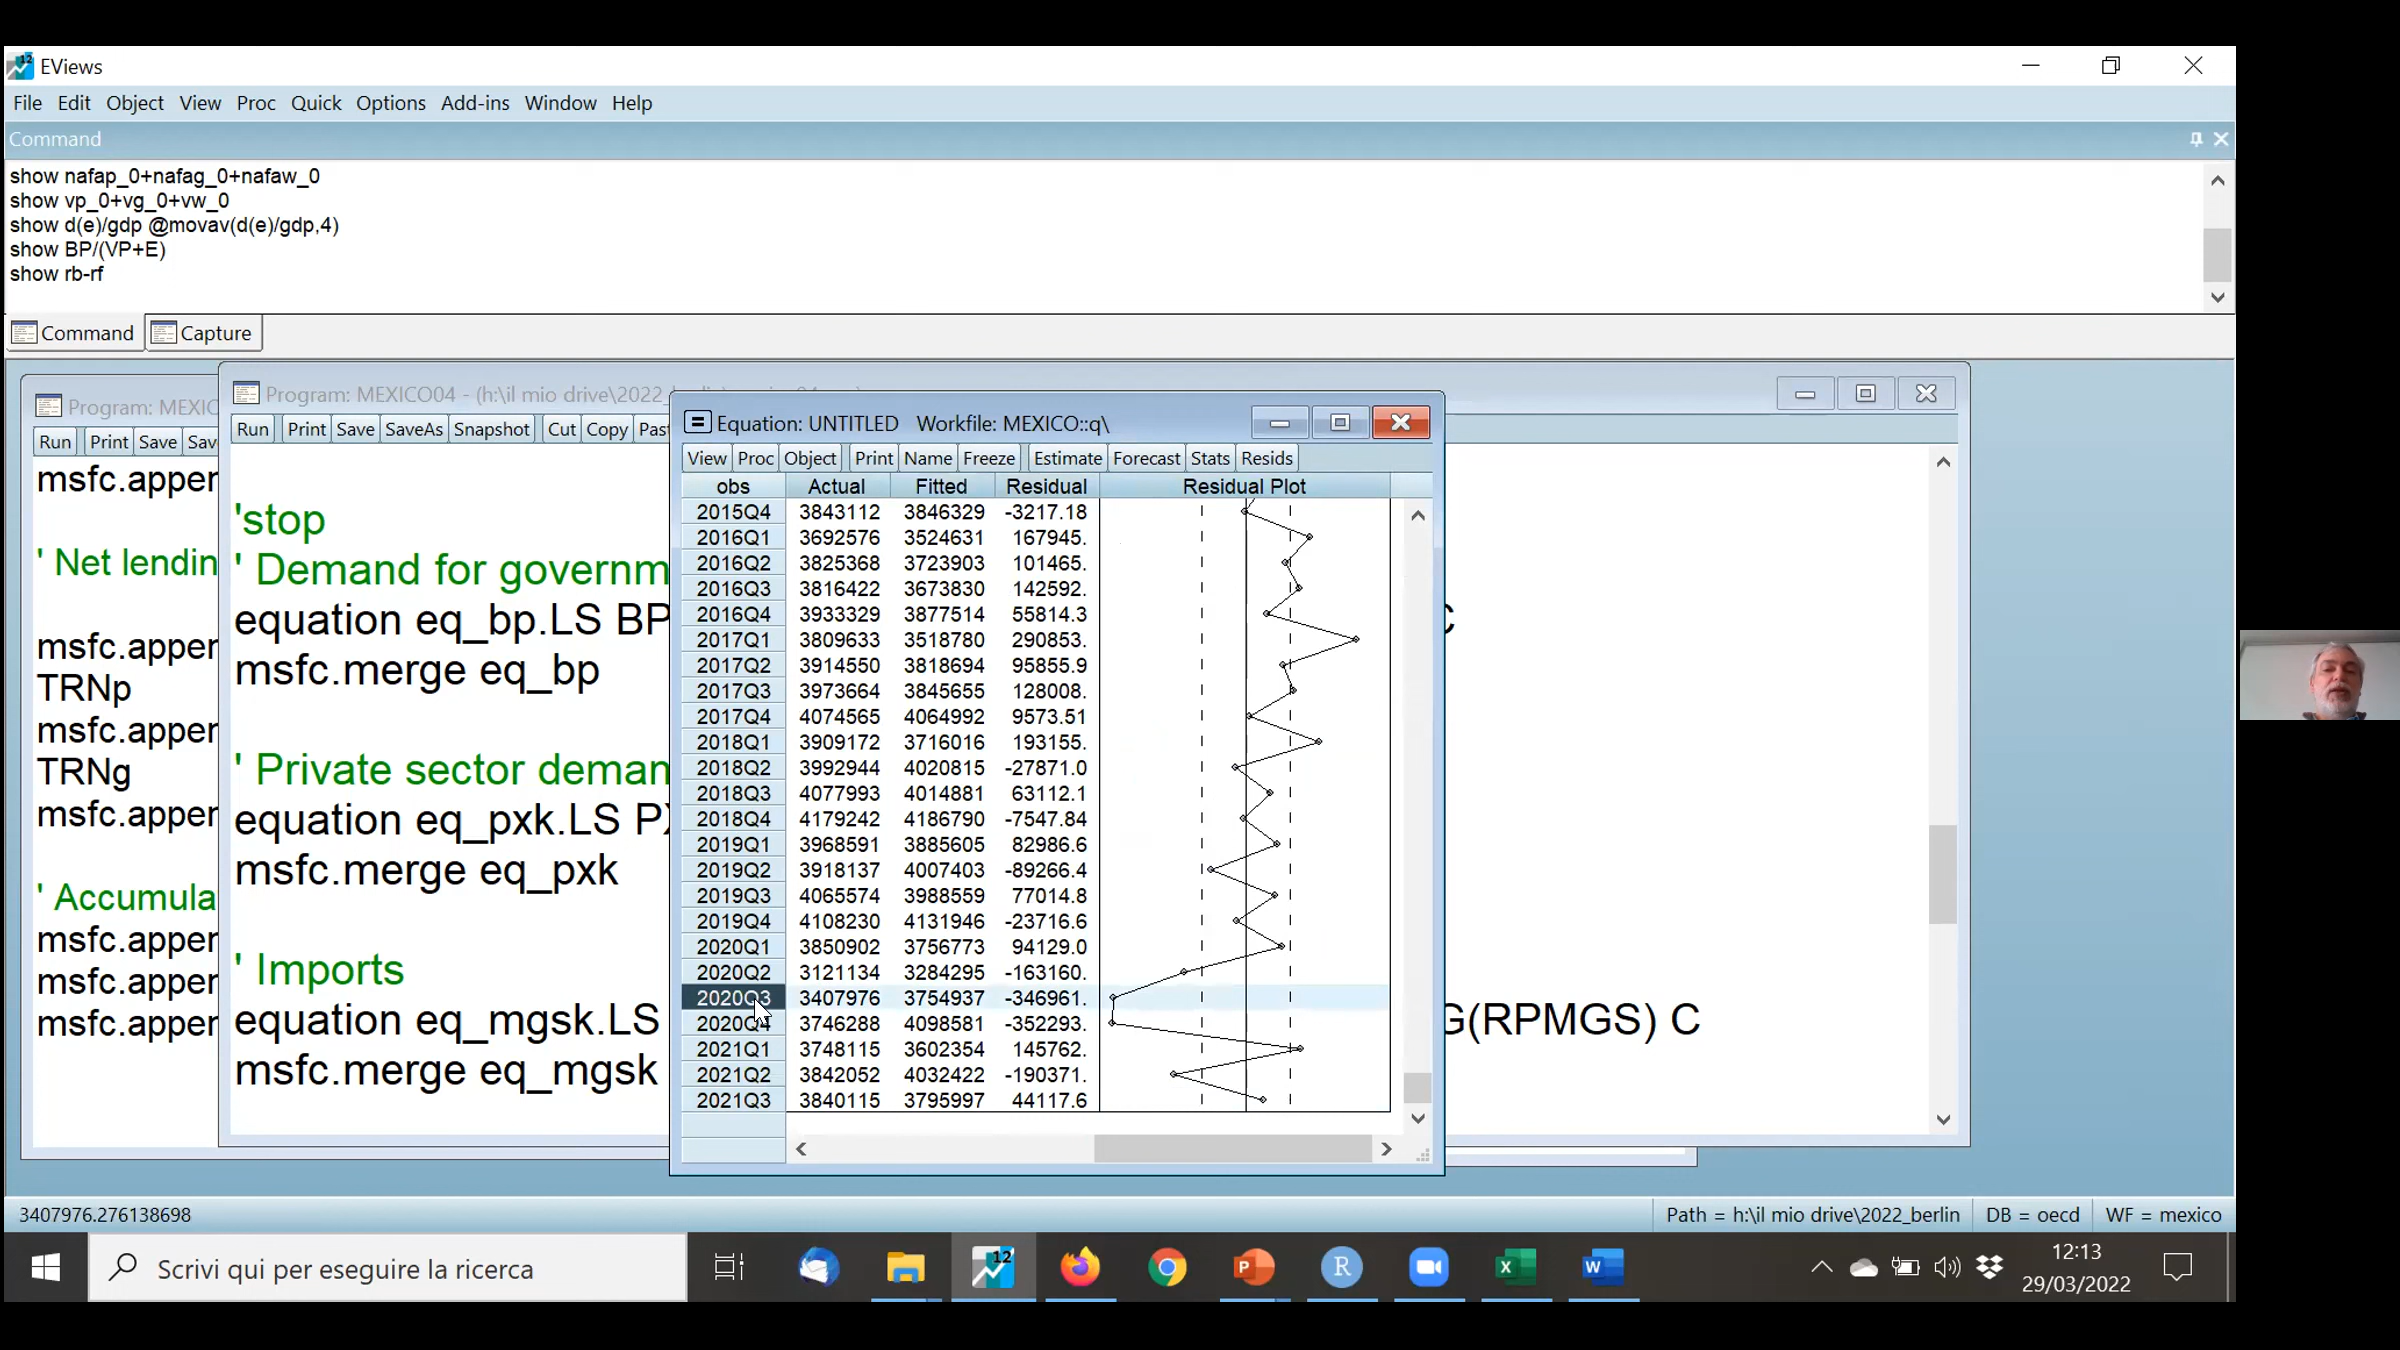 EViews
File Edit Object View Proc Quick Options Add-ins Window Help
Command
show nafap_0+nafag_0+nafaw_0
show vp_0+vg_0+vw_0
show d(e)/gdp @movav(d(e)/gdp,4)
show BP/(VP+E)
show rb-rf
Command Capture
Program: MEXIC
Run Print Save Sav
msfc.apper
' Net lendin
msfc.apper
TRNp
msfc.apper
TRNg
msfc.apper
' Accumula
msfc.apper
msfc.apper
msfc.apper
Program: MEXICO04 - (h:\il mio drive\2022_
Run Print Save SaveAs Snapshot Cut Copy Past
'stop
' Demand for governm
equation eq_bp.LS BP
msfc.merge eq_bp
' Private sector deman
equation eq_pxk.LS PX
msfc.merge eq_pxk
' Imports
equation eq_mgsk.LS G(RPMGS) C
msfc.merge eq_mgsk
Equation: UNTITLED Workfile: MEXICO::q\
View Proc Object Print Name Freeze Estimate Forecast Stats Resids
obs Actual Fitted Residual Residual Plot
2015Q4 3843112 3846329 -3217.18
2016Q1 3692576 3524631 167945.
2016Q2 3825368 3723903 101465.
2016Q3 3816422 3673830 142592.
2016Q4 3933329 3877514 55814.3
2017Q1 3809633 3518780 290853.
2017Q2 3914550 3818694 95855.9
2017Q3 3973664 3845655 128008.
2017Q4 4074565 4064992 9573.51
2018Q1 3909172 3716016 193155.
2018Q2 3992944 4020815 -27871.0
2018Q3 4077993 4014881 63112.1
2018Q4 4179242 4186790 -7547.84
2019Q1 3968591 3885605 82986.6
2019Q2 3918137 4007403 -89266.4
2019Q3 4065574 3988559 77014.8
2019Q4 4108230 4131946 -23716.6
2020Q1 3850902 3756773 94129.0
2020Q2 3121134 3284295 -163160.
2020Q3 3407976 3754937 -346961.
2020Q4 3746288 4098581 -352293.
2021Q1 3748115 3602354 145762.
2021Q2 3842052 4032422 -190371.
2021Q3 3840115 3795997 44117.6
3407976.276138698 Path = h:\il mio drive\2022_berlin DB = oecd WF = mexico
Scrivi qui per eseguire la ricerca
12:13
29/03/2022